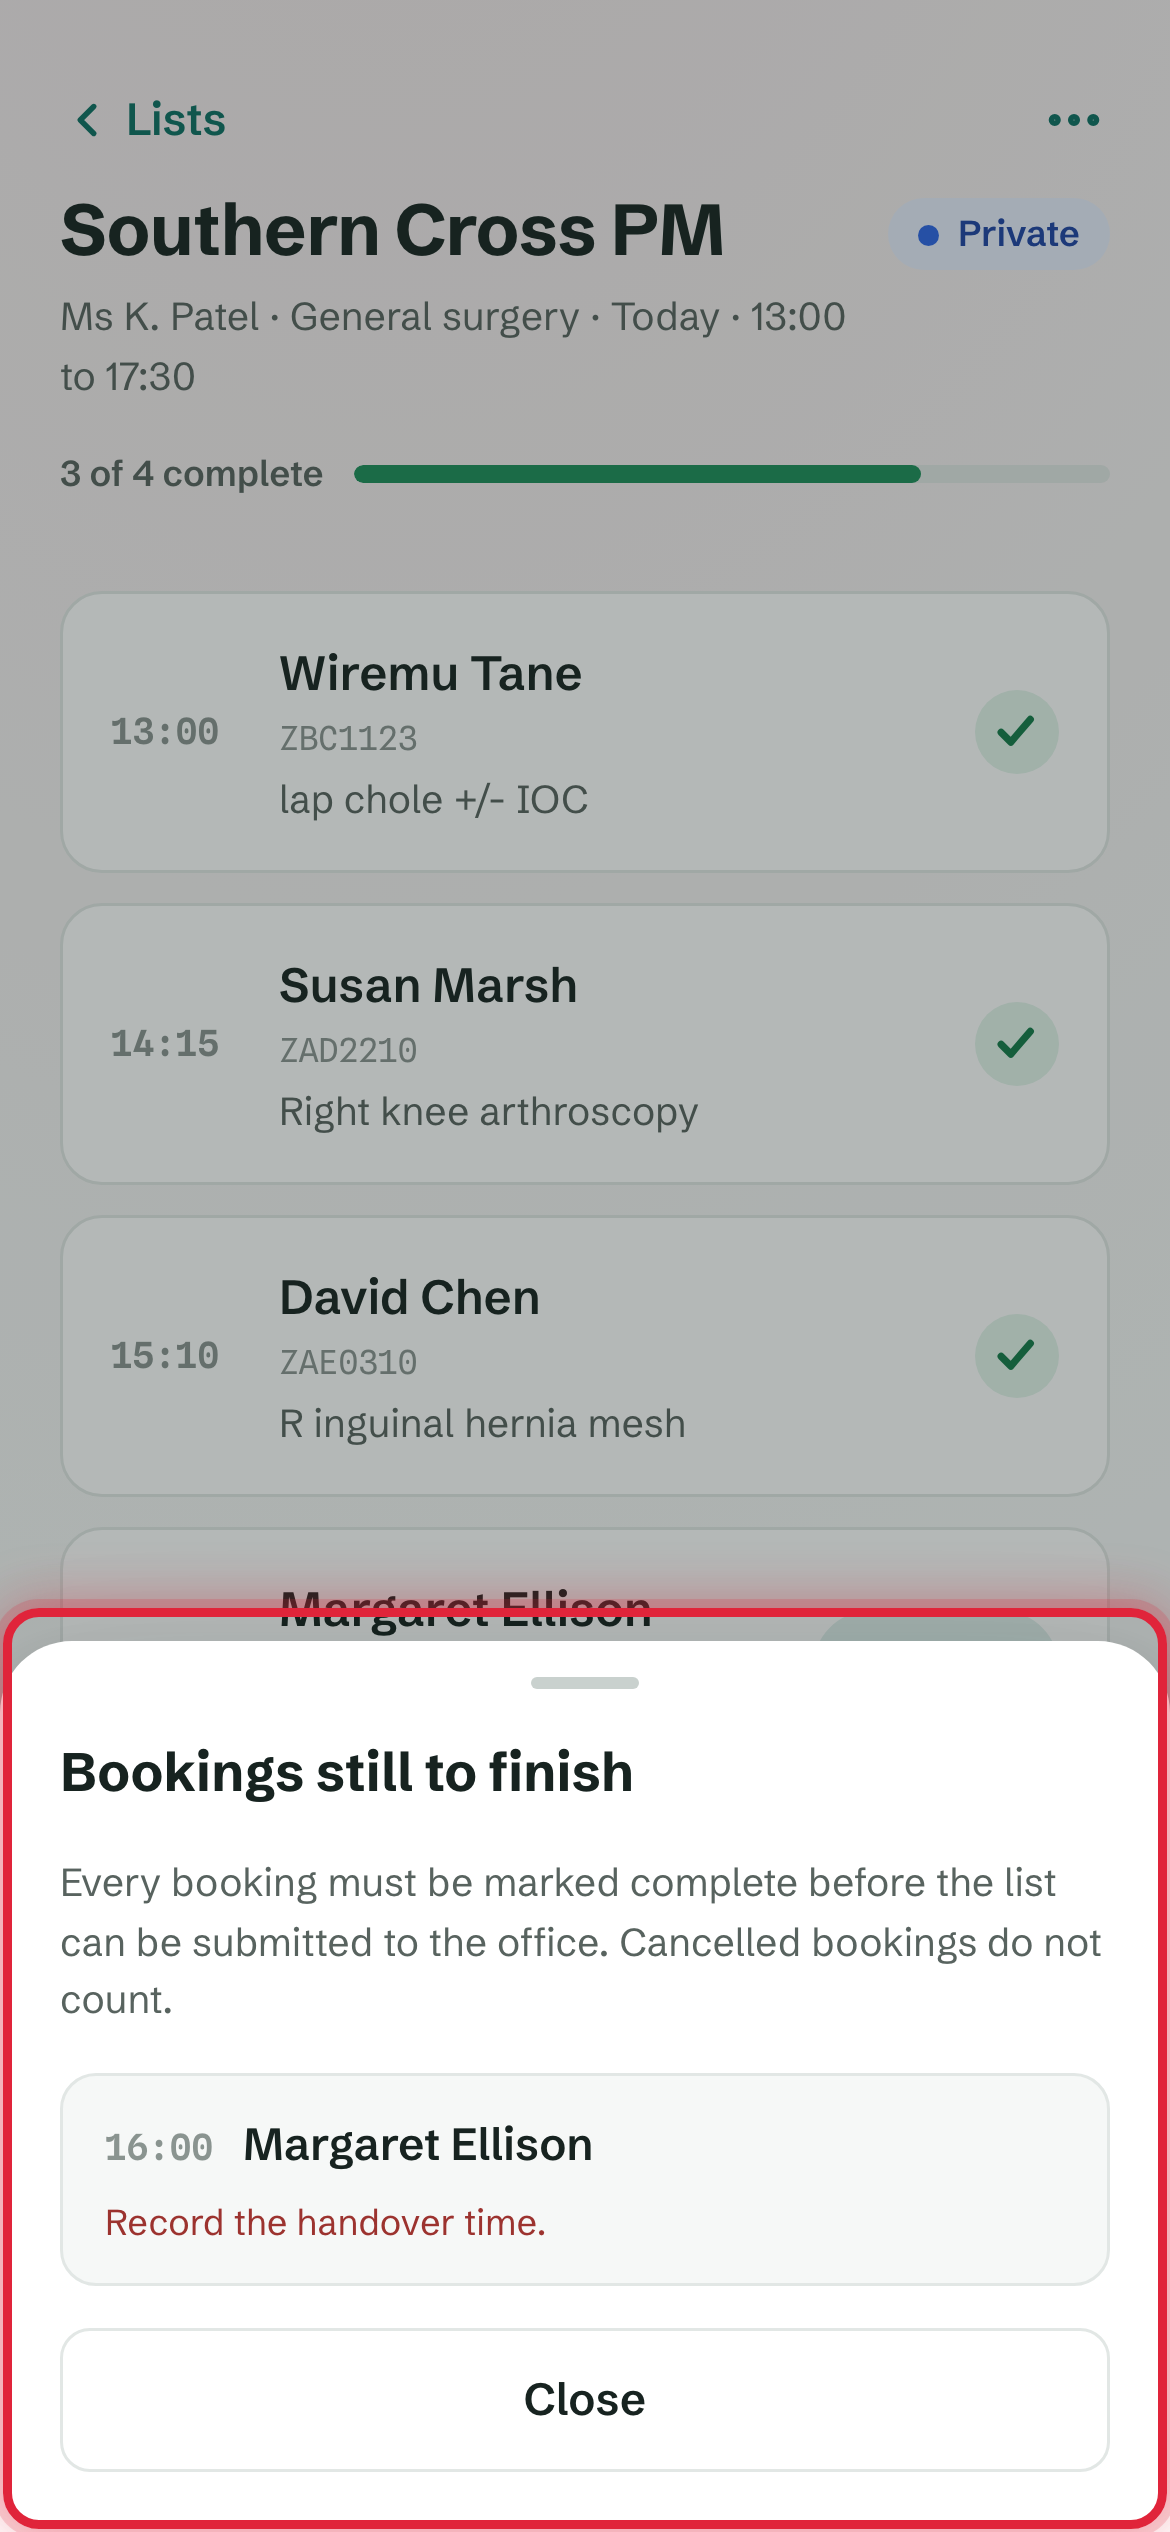 Lists
Southern Cross PM
Private
Ms K. Patel · General surgery · Today · 13:00
to 17:30
3 of 4 complete
Wiremu Tane
13:00
ZBC1123
lap chole +/- IOC
Susan Marsh
14:15
ZAD2210
Right knee arthroscopy
David Chen
15:10
ZAE0310
R inguinal hernia mesh
Margaret Ellison
Bookings still to finish
Every booking must be marked complete before the list
can be submitted to the office. Cancelled bookings do not
count.
16:00 Margaret Ellison
Record the handover time.
Close